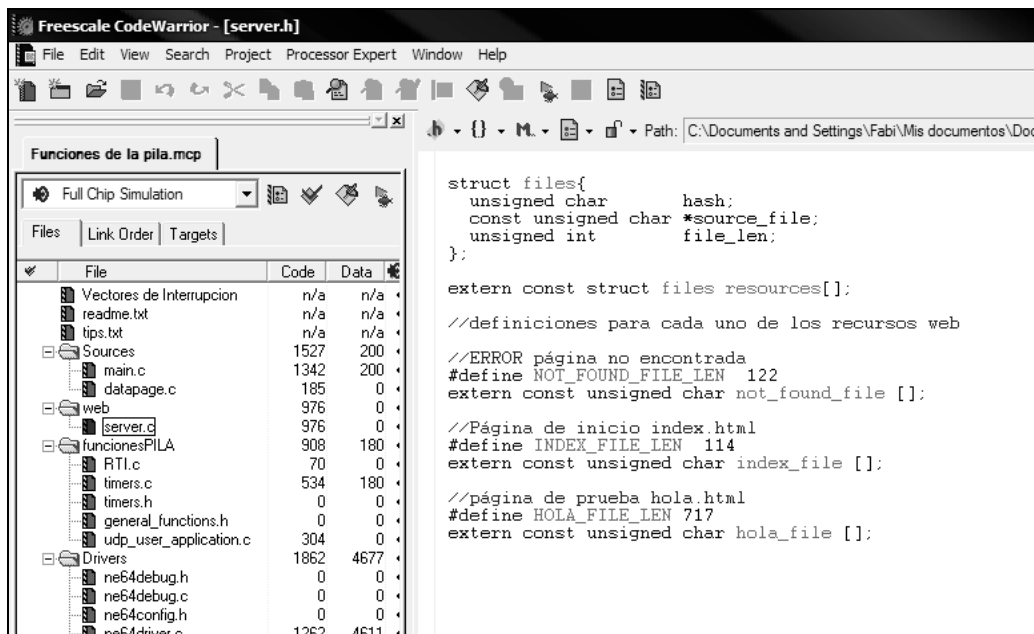 Freescale CodeWarrior - [server.h]
File Edit View Search Project Processor Expert Window Help
Path: C:\Documents and Settings\Fabi\Mis documentos\Doc
Funciones de la pila.mcp
Full Chip Simulation
Files Link Order Targets
File Code Data
Vectores de Interrupcion n/a n/a
readme.txt n/a n/a
tips.txt n/a n/a
Sources 1527 200
main.c 1342 200
datapage.c 185 0
web 976 0
server.c 976 0
funcionesPILA 908 180
RTI.c 70 0
timers.c 534 180
timers.h 0 0
general_functions.h 0 0
udp_user_application.c 304 0
Drivers 1862 4677
ne64debug.h 0 0
ne64debug.c 0 0
ne64config.h 0 0
ne64driver.c 1262 4611
struct files{
unsigned char hash;
const unsigned char *source_file;
unsigned int file_len;
};
extern const struct files resources[];
//definiciones para cada uno de los recursos web
//ERROR página no encontrada
#define NOT_FOUND_FILE_LEN 122
extern const unsigned char not_found_file [];
//Página de inicio index.html
#define INDEX_FILE_LEN 114
extern const unsigned char index_file [];
//página de prueba hola.html
#define HOLA_FILE_LEN 717
extern const unsigned char hola_file [];